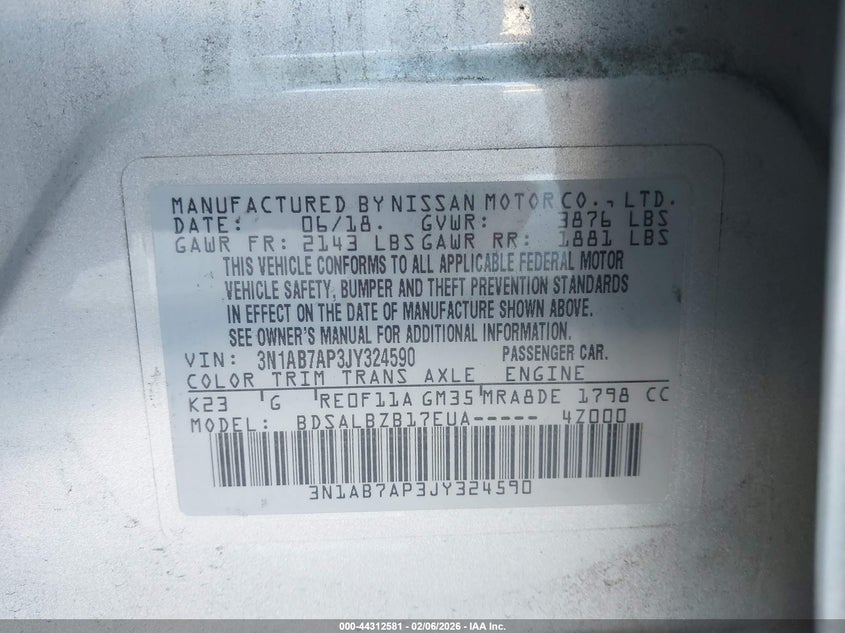 MANUFACTURED BY NISSAN MOTOR CO., LTD.
DATE: 06/18. GVWR: 3876 LBS
GAWR FR: 2143 LBS GAWR RR: 1881 LBS
THIS VEHICLE CONFORMS TO ALL APPLICABLE FEDERAL MOTOR
VEHICLE SAFETY, BUMPER AND THEFT PREVENTION STANDARDS
IN EFFECT ON THE DATE OF MANUFACTURE SHOWN ABOVE.
SEE OWNER'S MANUAL FOR ADDITIONAL INFORMATION.
VIN: 3N1AB7AP3JY324590 PASSENGER CAR.
COLOR TRIM TRANS AXLE ENGINE
K23 G RE0F11A GM35 MRA8DE 1798 CC
MODEL: BDSALBZB17EUA----- 4Z000
3N1AB7AP3JY324590
000-44312581 - 02/06/2026 - IAA Inc.